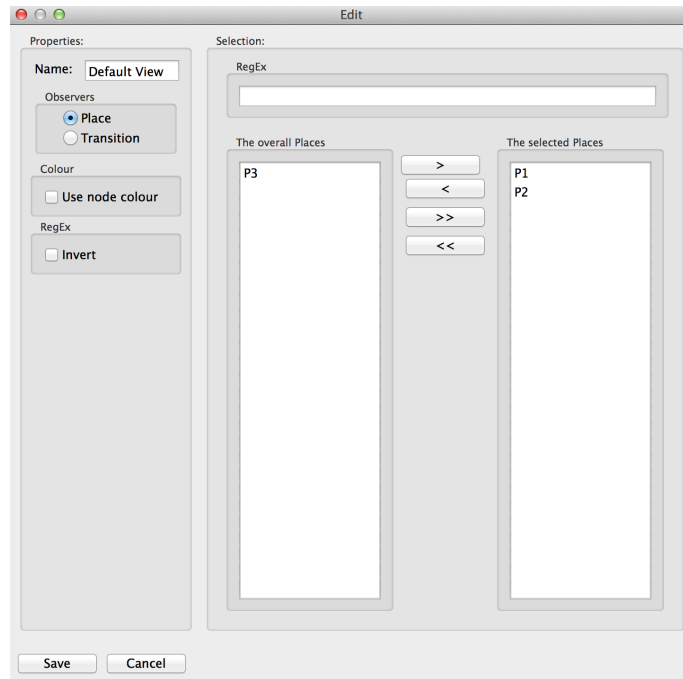 Edit
Properties:
Name: Default View
Observers
Place
Transition
Colour
Use node colour
RegEx
Invert
Selection:
RegEx
The overall Places
P3
>
<
>>
<<
The selected Places
P1
P2
Save Cancel